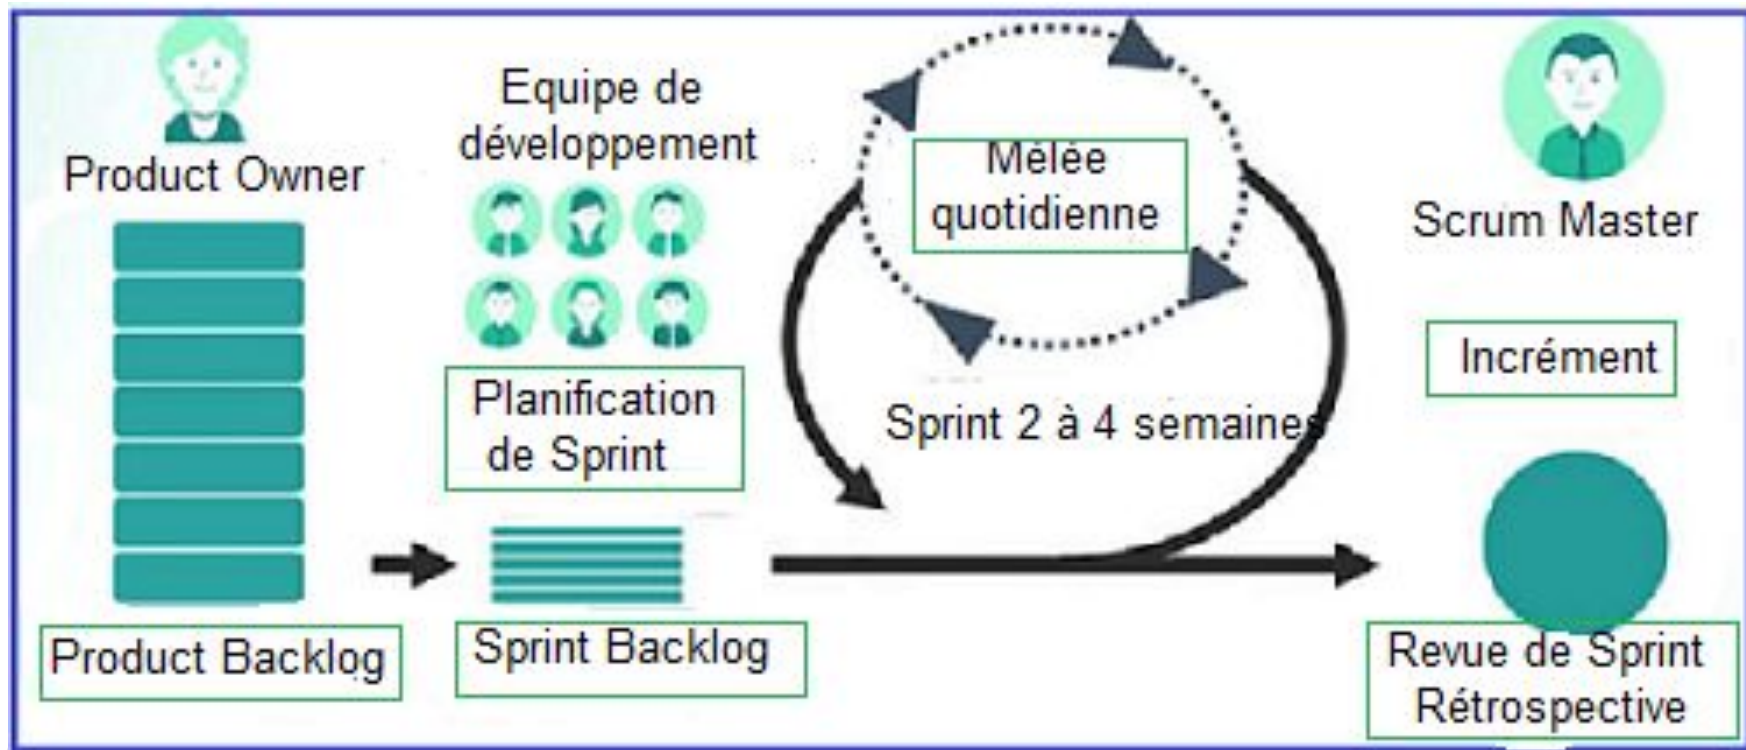 Product Owner
Product Backlog
Equipe de
développement
Planification
de Sprint
Sprint Backlog
Mêlée
quotidienne
Sprint 2 à 4 semaines
Scrum Master
Incrément
Revue de Sprint
Rétrospective